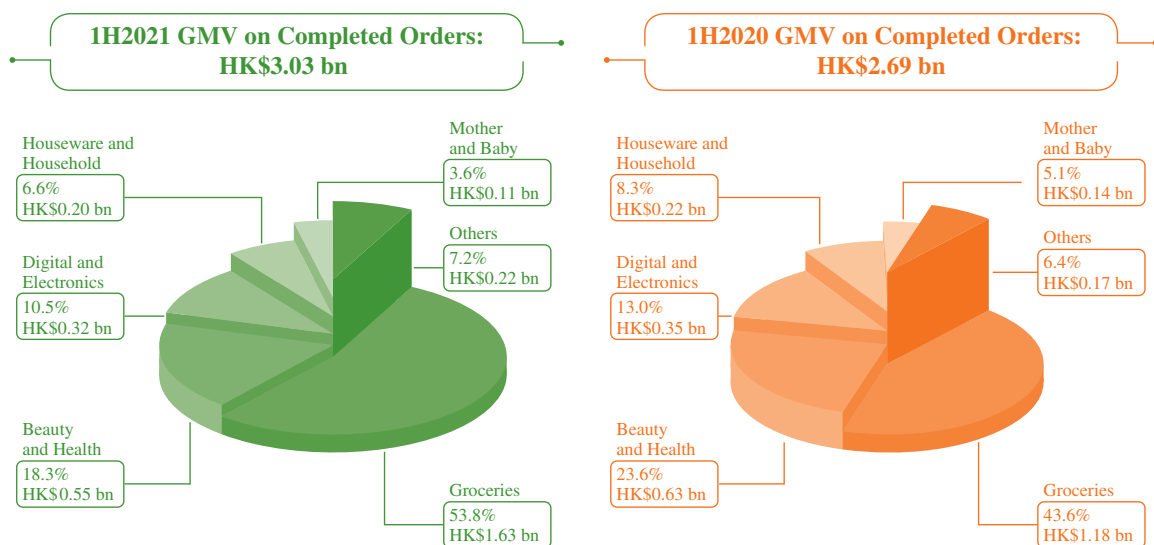 1H2021 GMV on Completed Orders:
HK$3.03 bn
Houseware and
Household
6.6%
HK$0.20 bn
Mother
and Baby
3.6%
HK$0.11 bn
Others
7.2%
HK$0.22 bn
Digital and
Electronics
10.5%
HK$0.32 bn
Beauty
and Health
18.3%
HK$0.55 bn
Groceries
53.8%
HK$1.63 bn
1H2020 GMV on Completed Orders:
HK$2.69 bn
Houseware and
Household
8.3%
HK$0.22 bn
Mother
and Baby
5.1%
HK$0.14 bn
Others
6.4%
HK$0.17 bn
Digital and
Electronics
13.0%
HK$0.35 bn
Beauty
and Health
23.6%
HK$0.63 bn
Groceries
43.6%
HK$1.18 bn